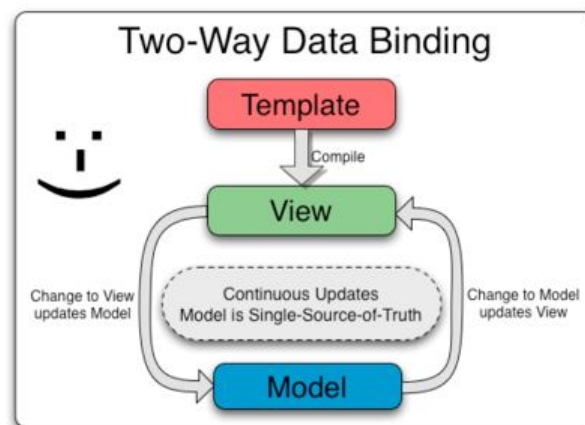 Two-Way Data Binding
Template
Compile
View
Change to View
updates Model
Continuous Updates
Model is Single-Source-of-Truth
Change to Model
updates View
Model